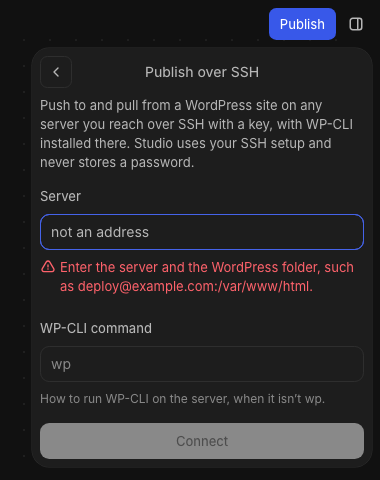 Publish
Publish over SSH
Push to and pull from a WordPress site on any
server you reach over SSH with a key, with WP-CLI
installed there. Studio uses your SSH setup and
never stores a password.
Server
not an address
Enter the server and the WordPress folder, such
as deploy@example.com:/var/www/html.
WP-CLI command
wp
How to run WP-CLI on the server, when it isn't wp.
Connect